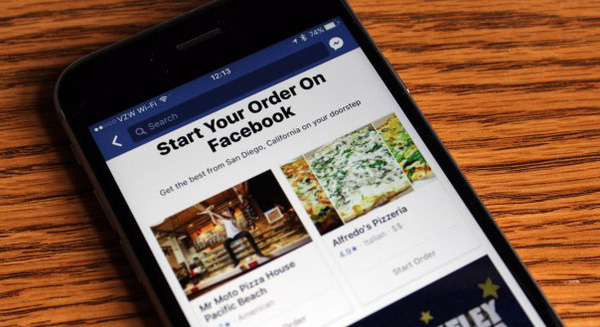 VZW Wi-Fi
12:13
74%
Search
Start Your Order On
Facebook
Get the best from San Diego, California on your doorstep
Mr Moto Pizza House
Pacific Beach
American
Order
Alfredo's Pizzeria
4.9★ · Italian · $$
Start Order